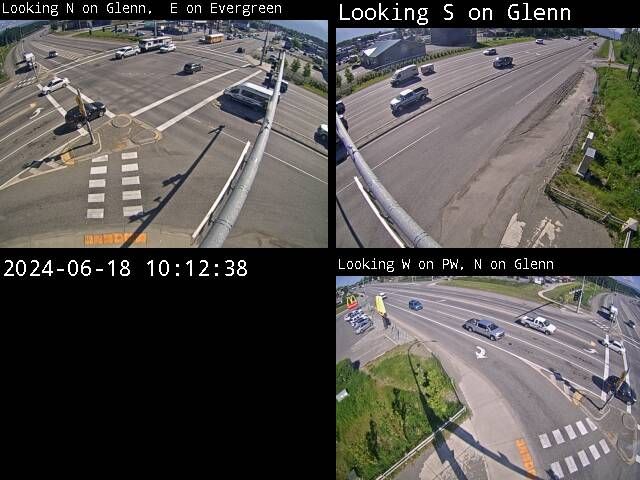 Looking N on Glenn,  E on Evergreen
Looking S on Glenn
2024-06-18 10:12:38
Looking W on PW, N on Glenn